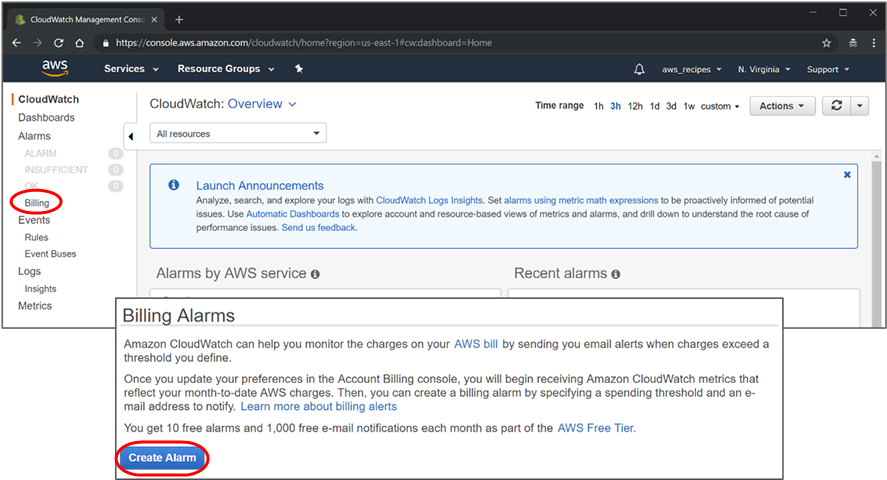 CloudWatch Management Conso
https://console.aws.amazon.com/cloudwatch/home?region=us-east-1#cw:dashboard=Home
aws Services Resource Groups aws_recipes N. Virginia Support
CloudWatch
Dashboards
Alarms
ALARM 0
INSUFFICIENT 0
OK 0
Billing
Events
Rules
Event Buses
Logs
Insights
Metrics
CloudWatch: Overview
Time range 1h 3h 12h 1d 3d 1w custom Actions
All resources
Launch Announcements
Analyze, search, and explore your logs with CloudWatch Logs Insights. Set alarms using metric math expressions to be proactively informed of potential
issues. Use Automatic Dashboards to explore account and resource-based views of metrics and alarms, and drill down to understand the root cause of
performance issues. Send us feedback.
Alarms by AWS service
Recent alarms
Billing Alarms
Amazon CloudWatch can help you monitor the charges on your AWS bill by sending you email alerts when charges exceed a
threshold you define.
Once you update your preferences in the Account Billing console, you will begin receiving Amazon CloudWatch metrics that
reflect your month-to-date AWS charges. Then, you can create a billing alarm by specifying a spending threshold and an e-
mail address to notify. Learn more about billing alerts
You get 10 free alarms and 1,000 free e-mail notifications each month as part of the AWS Free Tier.
Create Alarm